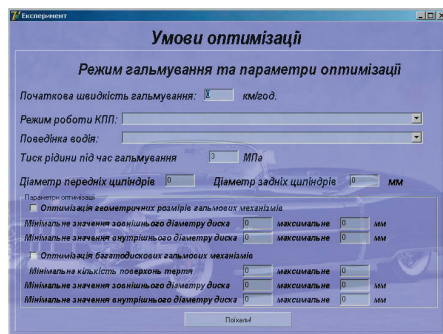 Експеримент
Умови оптимізації
Режим гальмування та параметри оптимізації
Початкова швидкість гальмування: км/год.
Режим роботи КПП:
Поведінка водія:
Тиск рідини під час гальмування 3 МПа
Діаметр передніх циліндрів 0 Діаметр задніх циліндрів 0 мм
Параметри оптимізації
Оптимізація геометричних розмірів гальмових механізмів
Мінімальне значення зовнішнього діаметру диска 0 максимальне 0 мм
Мінімальне значення внутрішнього діаметру диска 0 максимальне 0 мм
Оптимізація багатодискових гальмових механізмів
Мінімальна кількість поверхонь тертя 0 максимальне 0 мм
Мінімальне значення зовнішнього діаметру диска 0 максимальне 0 мм
Мінімальне значення внутрішнього діаметру диска 0 максимальне 0 мм
Поїхали!